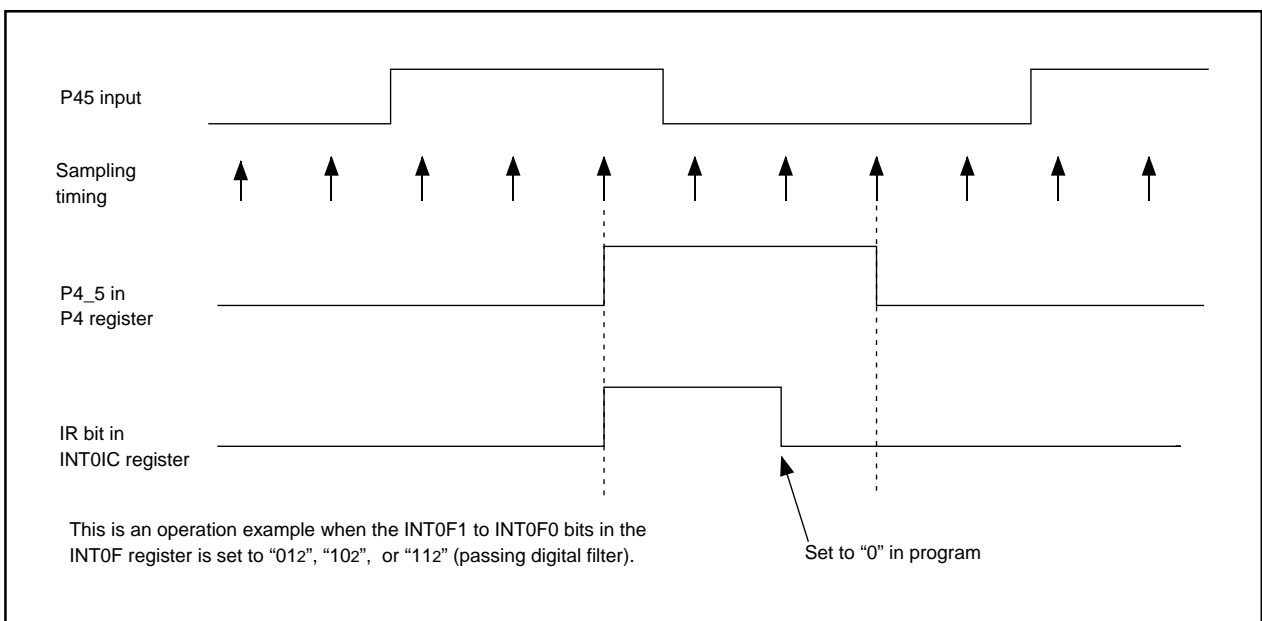 P45 input
Sampling
timing
P4_5 in
P4 register
IR bit in
INT0IC register
This is an operation example when the INT0F1 to INT0F0 bits in the
INT0F register is set to “012”, “102”,  or “112” (passing digital filter).
Set to “0” in program